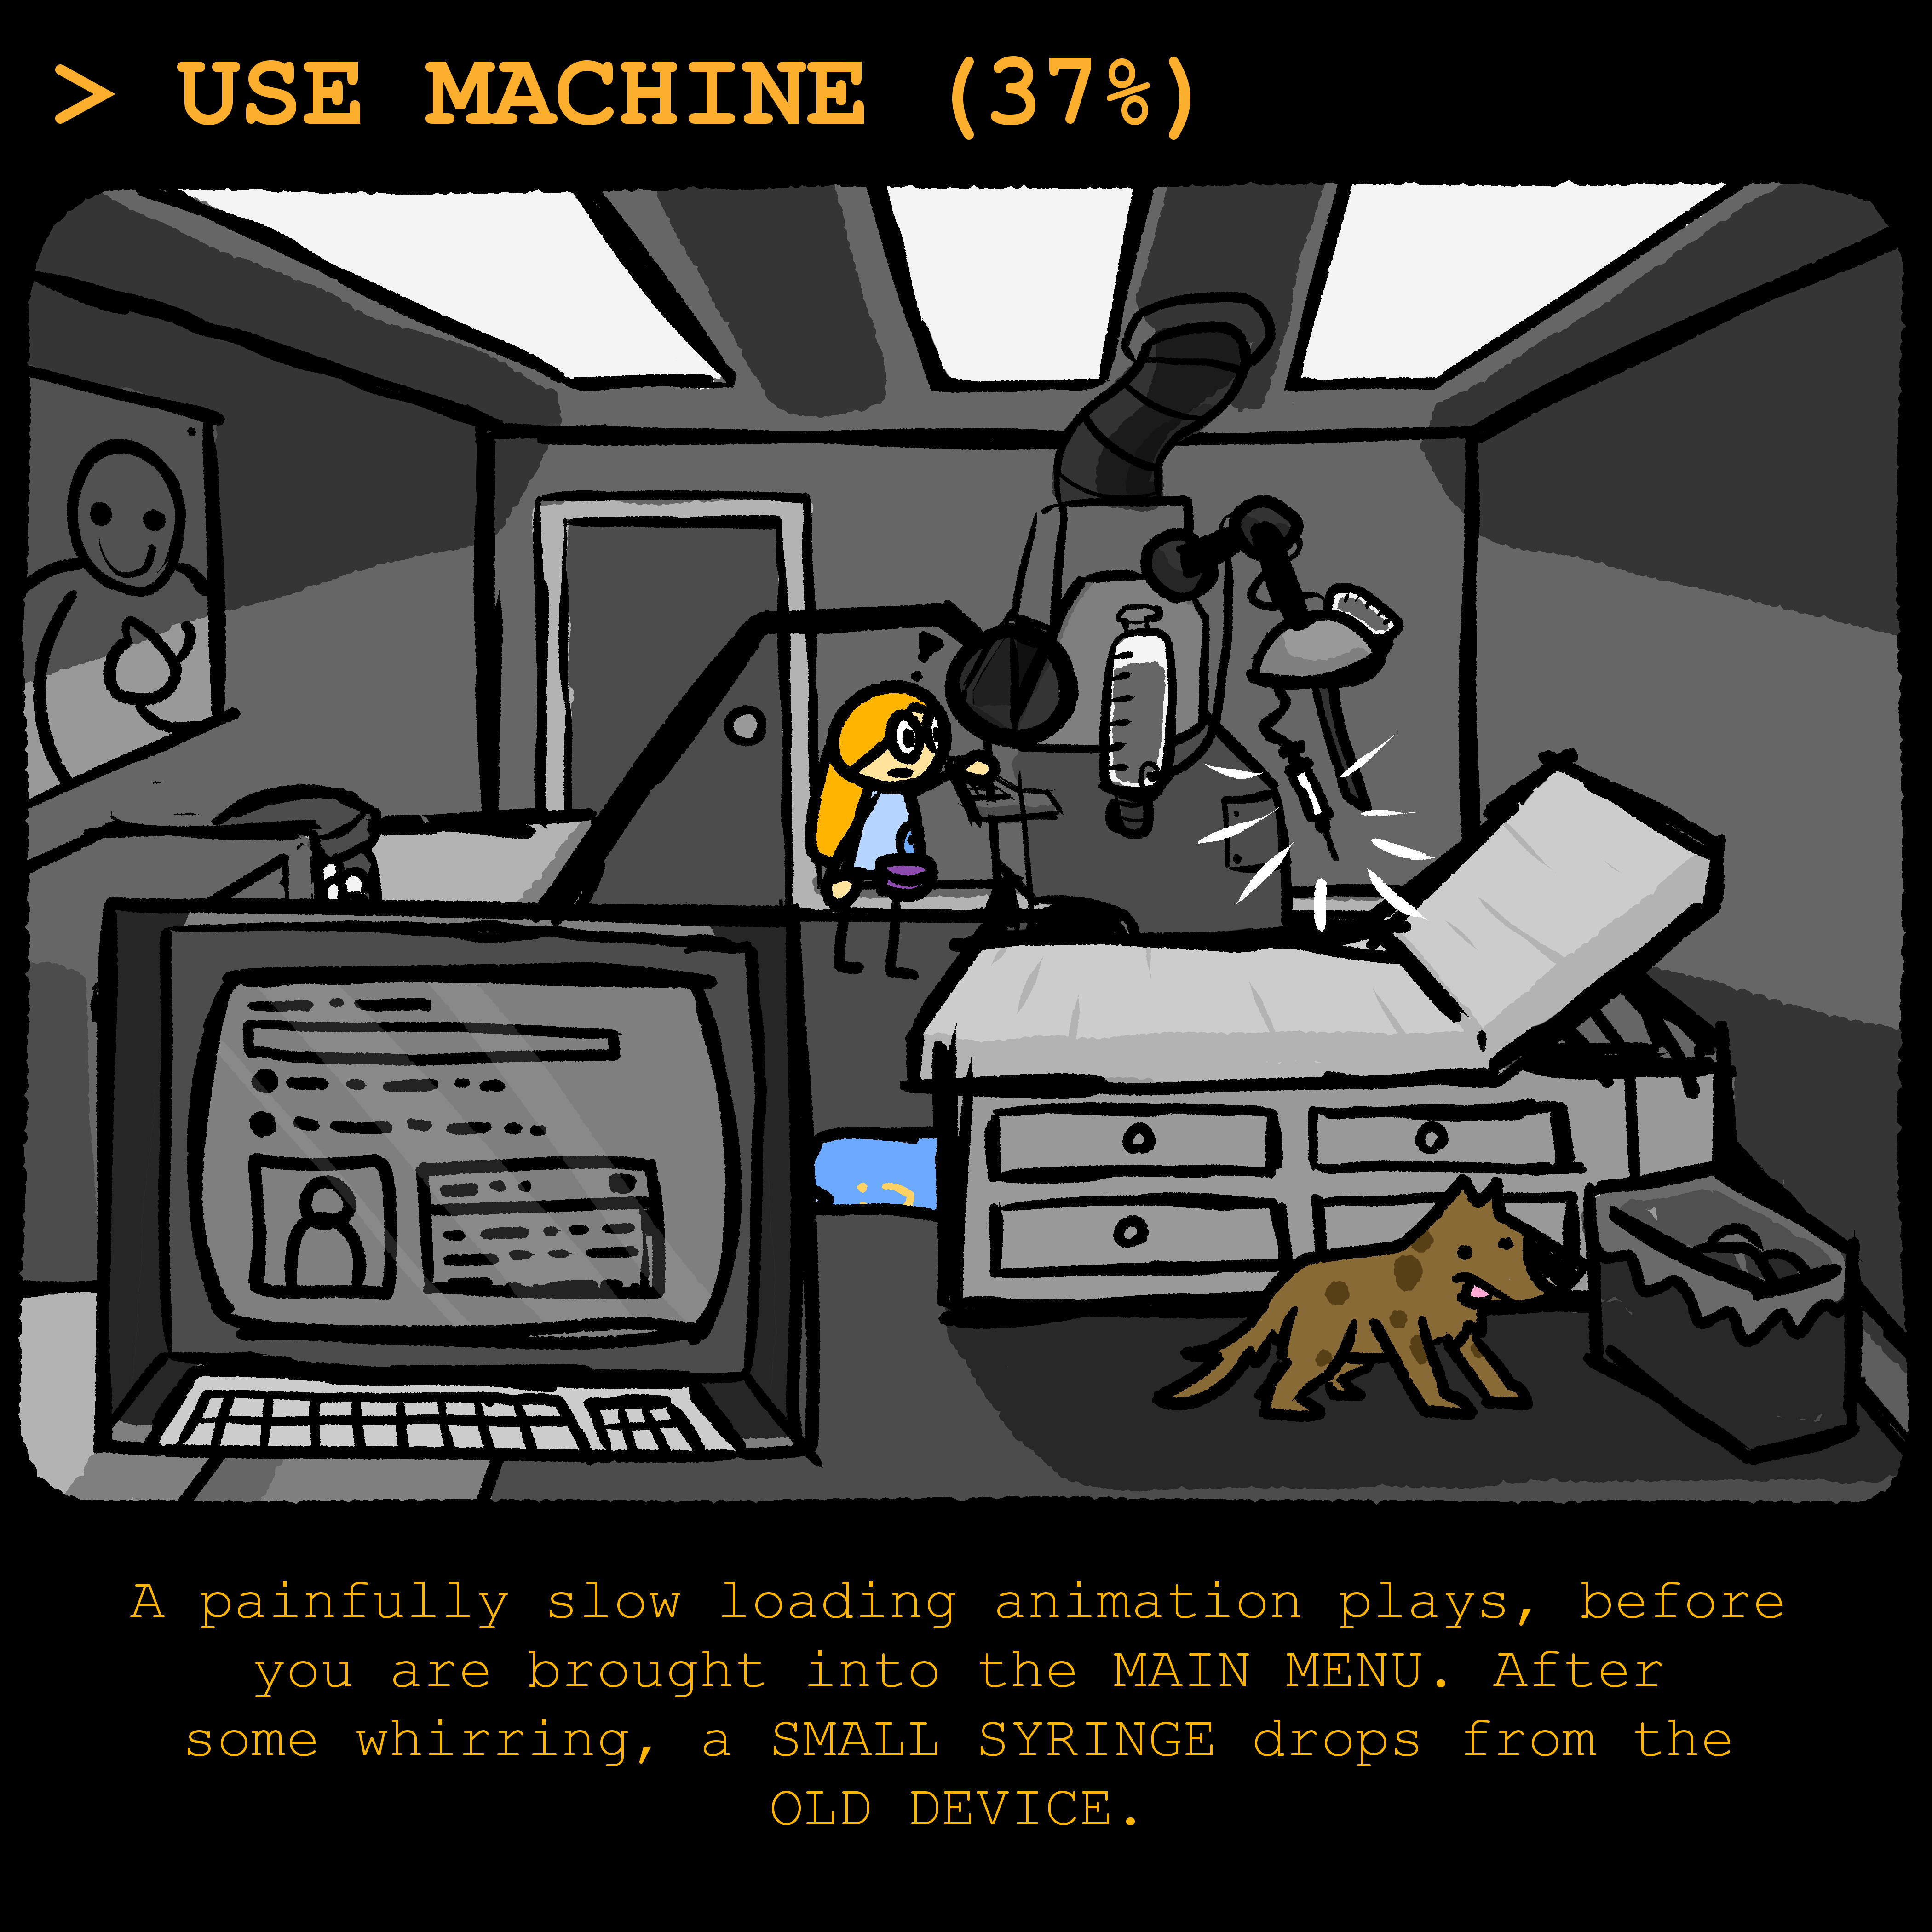 > USE MACHINE (37%)
A painfully slow loading animation plays, before
you are brought into the MAIN MENU. After
some whirring, a SMALL SYRINGE drops from the
OLD DEVICE.